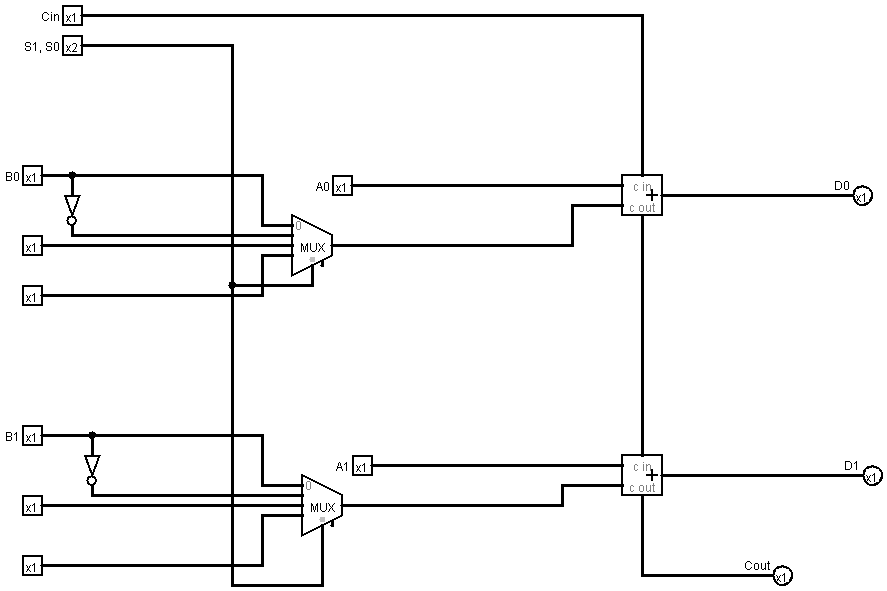 Cin x1
S1, S0 x2
B0 x1
A0 x1
c in
+
c out
D0 x1
0
MUX
x1
x1
B1 x1
A1 x1
c in
+
c out
D1 x1
0
MUX
x1
x1
Cout x1